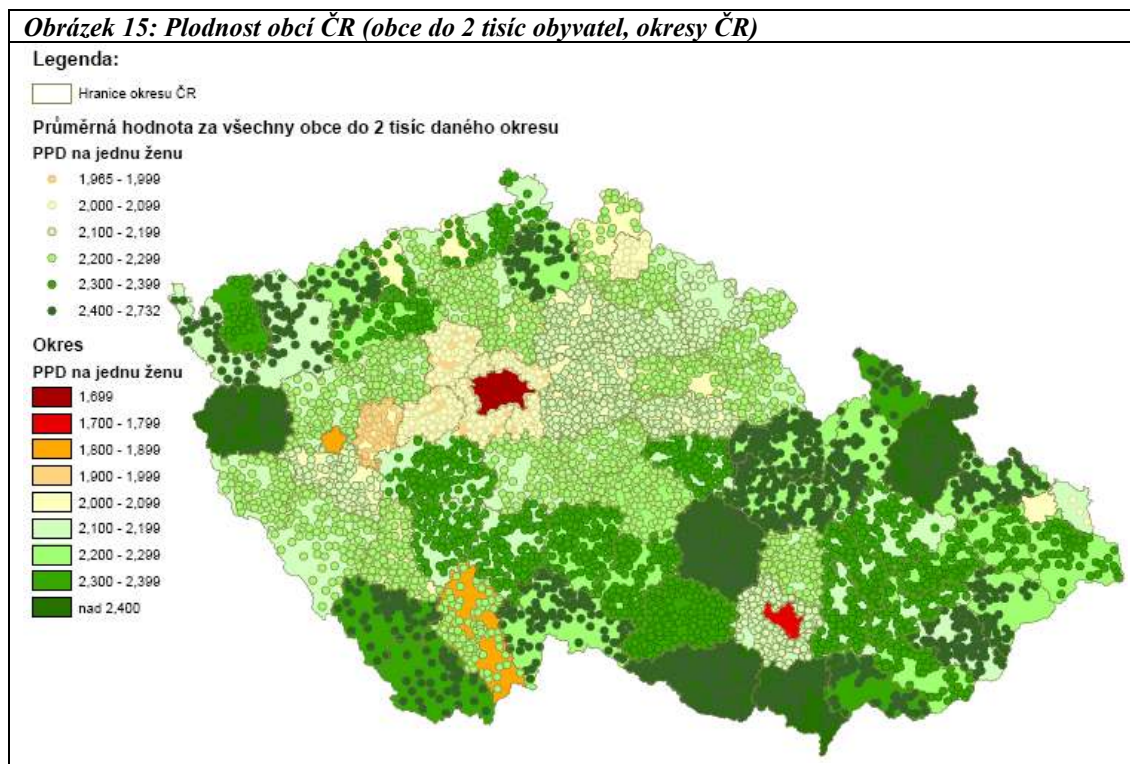 Obrázek 15: Plodnost obcí ČR (obce do 2 tisíc obyvatel, okresy ČR)
Legenda:
Hranice okresu ČR
Průměrná hodnota za všechny obce do 2 tisíc daného okresu
PPD na jednu ženu
1,965 - 1,999
2,000 - 2,099
2,100 - 2,199
2,200 - 2,299
2,300 - 2,399
2,400 - 2,732
Okres
PPD na jednu ženu
1,699
1,700 - 1,799
1,800 - 1,899
1,900 - 1,999
2,000 - 2,099
2,100 - 2,199
2,200 - 2,299
2,300 - 2,399
nad 2,400